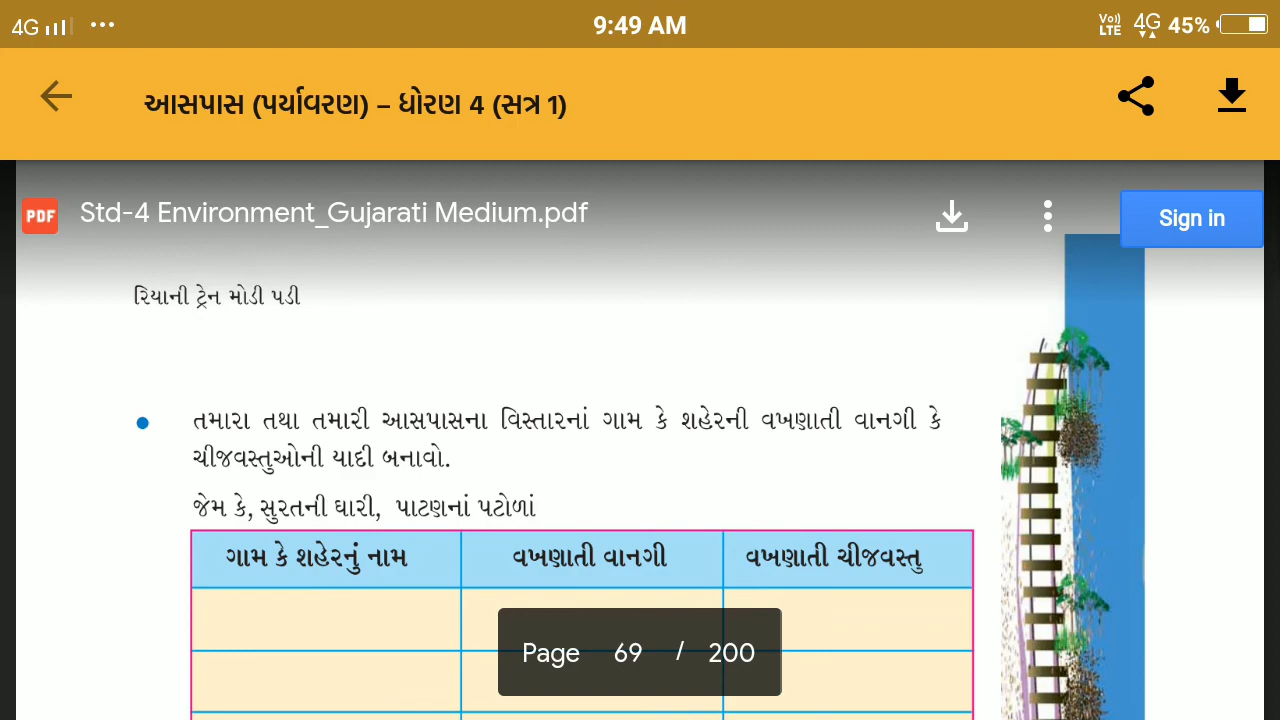 4G 9:49 AM Vo) LTE 4G 45%
આસપાસ (પર્યાવરણ) – ધોરણ 4 (સત્ર 1)
PDF Std-4 Environment_Gujarati Medium.pdf Sign in
રિયાની ટ્રેન મોડી પડી
• તમારા તથા તમારી આસપાસના વિસ્તારનાં ગામ કે શહેરની વખણાતી વાનગી કે
ચીજવસ્તુઓની યાદી બનાવો.
જેમ કે, સુરતની ઘારી, પાટણનાં પટોળાં
ગામ કે શહેરનું નામ વખણાતી વાનગી વખણાતી ચીજવસ્તુ
Page 69 / 200